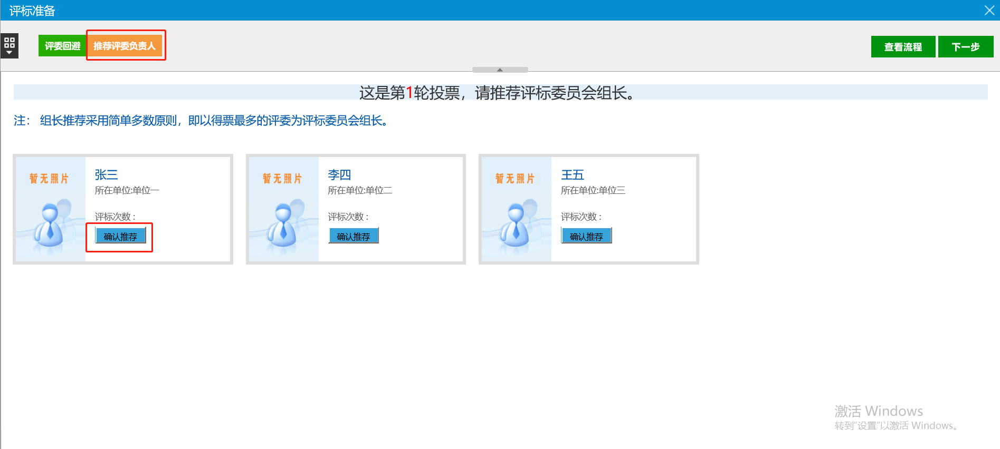 评标准备
评委回避 推荐评委负责人 查看流程 下一步
这是第1轮投票，请推荐评标委员会组长。
注： 组长推荐采用简单多数原则，即以得票最多的评委为评标委员会组长。
暂无照片
张三
所在单位:单位一
评标次数：
确认推荐
暂无照片
李四
所在单位:单位二
评标次数：
确认推荐
暂无照片
王五
所在单位:单位三
评标次数：
确认推荐
激活 Windows
转到“设置”以激活 Windows。